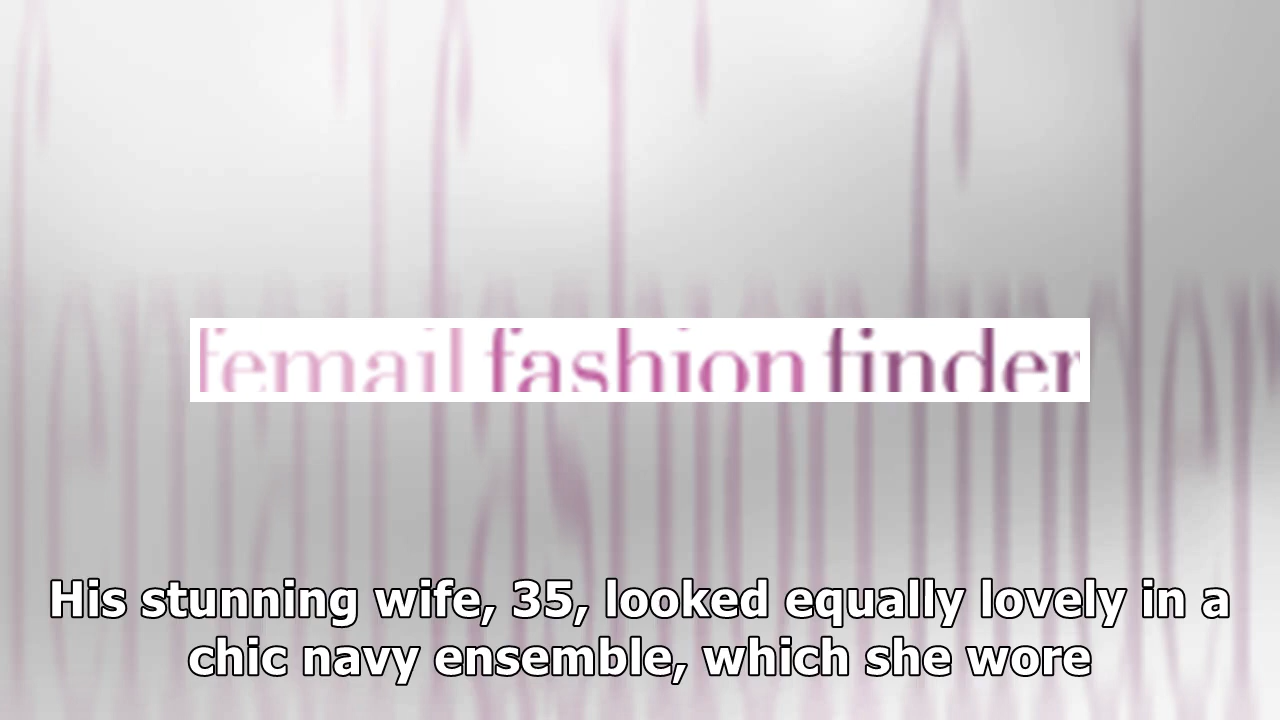 femail fashion finder
His stunning wife, 35, looked equally lovely in a
chic navy ensemble, which she wore